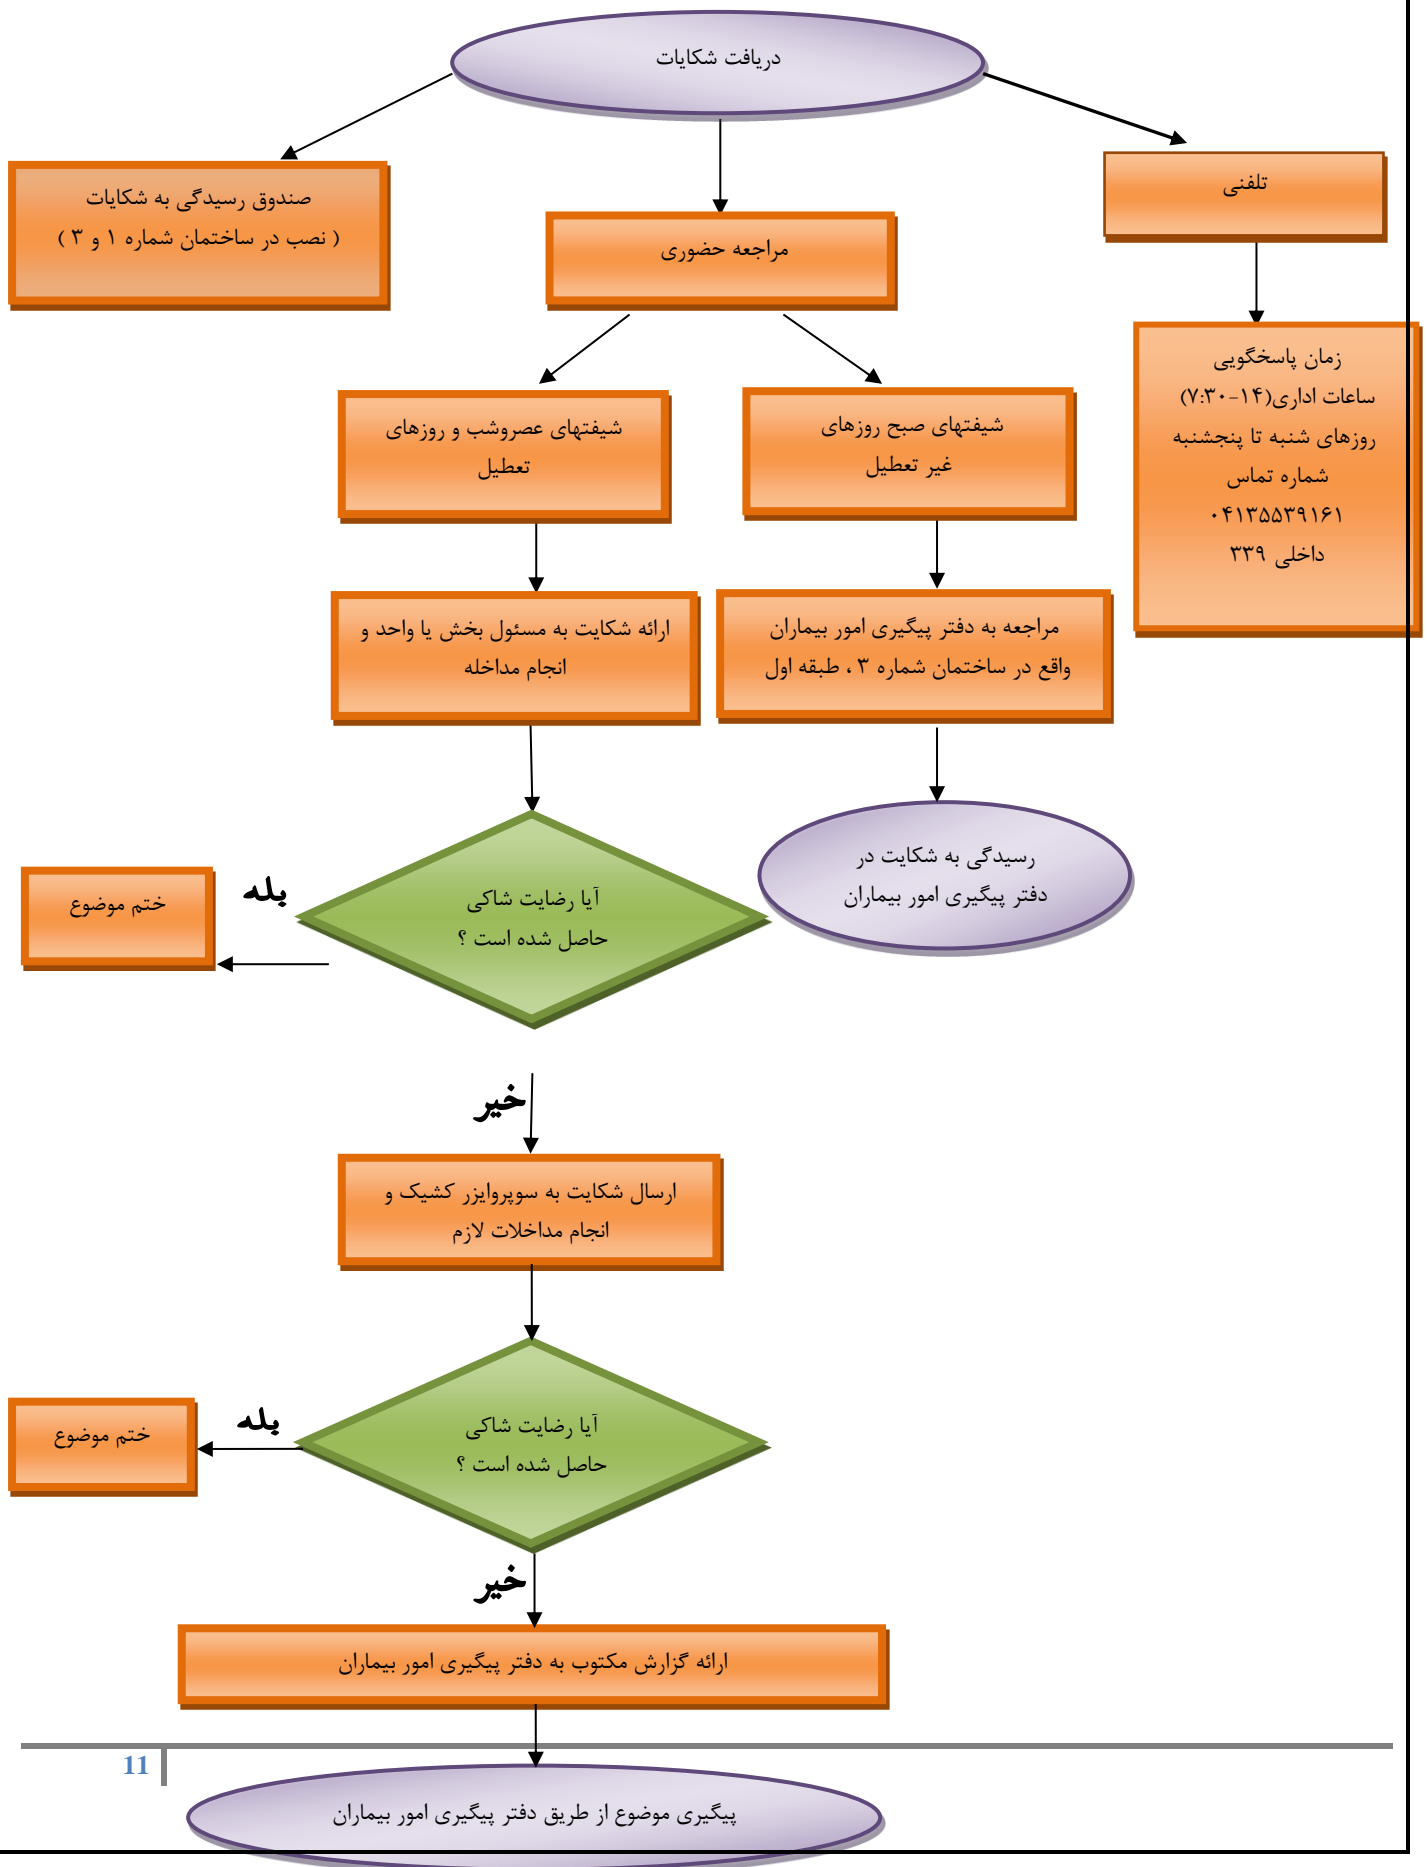 دریافت شکایات
تلفنی
صندوق رسیدگی به شکایات
( نصب در ساختمان شماره ۱ و ۳ )
مراجعه حضوری
زمان پاسخگویی
ساعات اداری(۱۴-۷:۳۰)
روزهای شنبه تا پنجشنبه
شماره تماس
۰۴۱۳۵۵۳۹۱۶۱
داخلی ۳۳۹
شیفتهای صبح روزهای
غیر تعطیل
شیفتهای عصروشب و روزهای
تعطیل
مراجعه به دفتر پیگیری امور بیماران
واقع در ساختمان شماره ۳ ، طبقه اول
ارائه شکایت به مسئول بخش یا واحد و
انجام مداخله
رسیدگی به شکایت در
دفتر پیگیری امور بیماران
آیا رضایت شاکی
حاصل شده است ؟
بله
ختم موضوع
خیر
ارسال شکایت به سوپروایزر کشیک و
انجام مداخلات لازم
آیا رضایت شاکی
حاصل شده است ؟
بله
ختم موضوع
خیر
ارائه گزارش مکتوب به دفتر پیگیری امور بیماران
11
پیگیری موضوع از طریق دفتر پیگیری امور بیماران